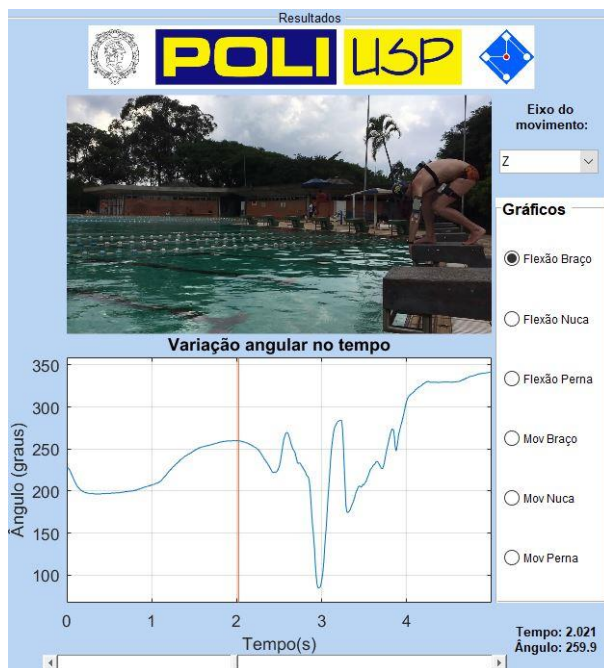 Resultados
POLI USP
Eixo do
movimento:
Z
Gráficos
Flexão Braço
Flexão Nuca
Flexão Perna
Mov Braço
Mov Nuca
Mov Perna
Variação angular no tempo
Ângulo (graus)
350
300
250
200
150
100
0 1 2 3 4
Tempo(s)
Tempo: 2.021
Ângulo: 259.9